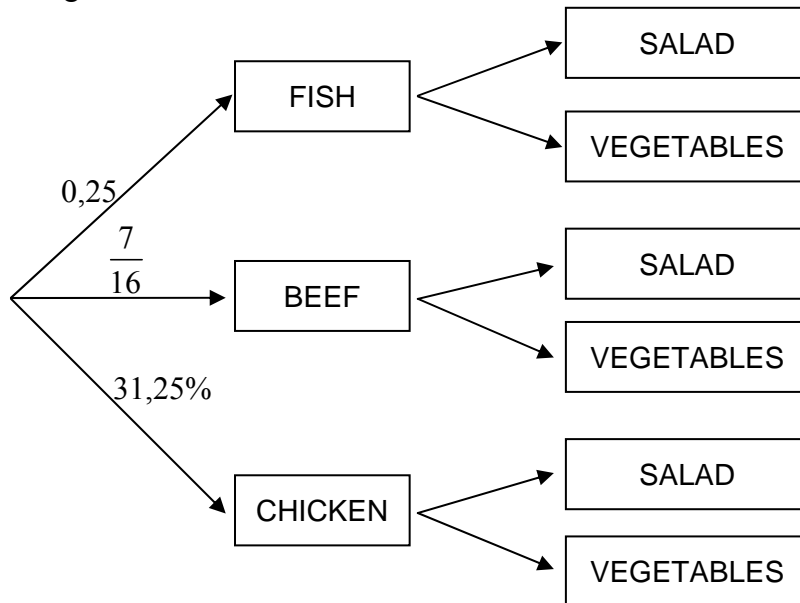 SALAD
FISH
VEGETABLES
0,25
7
16
SALAD
BEEF
VEGETABLES
31,25%
SALAD
CHICKEN
VEGETABLES